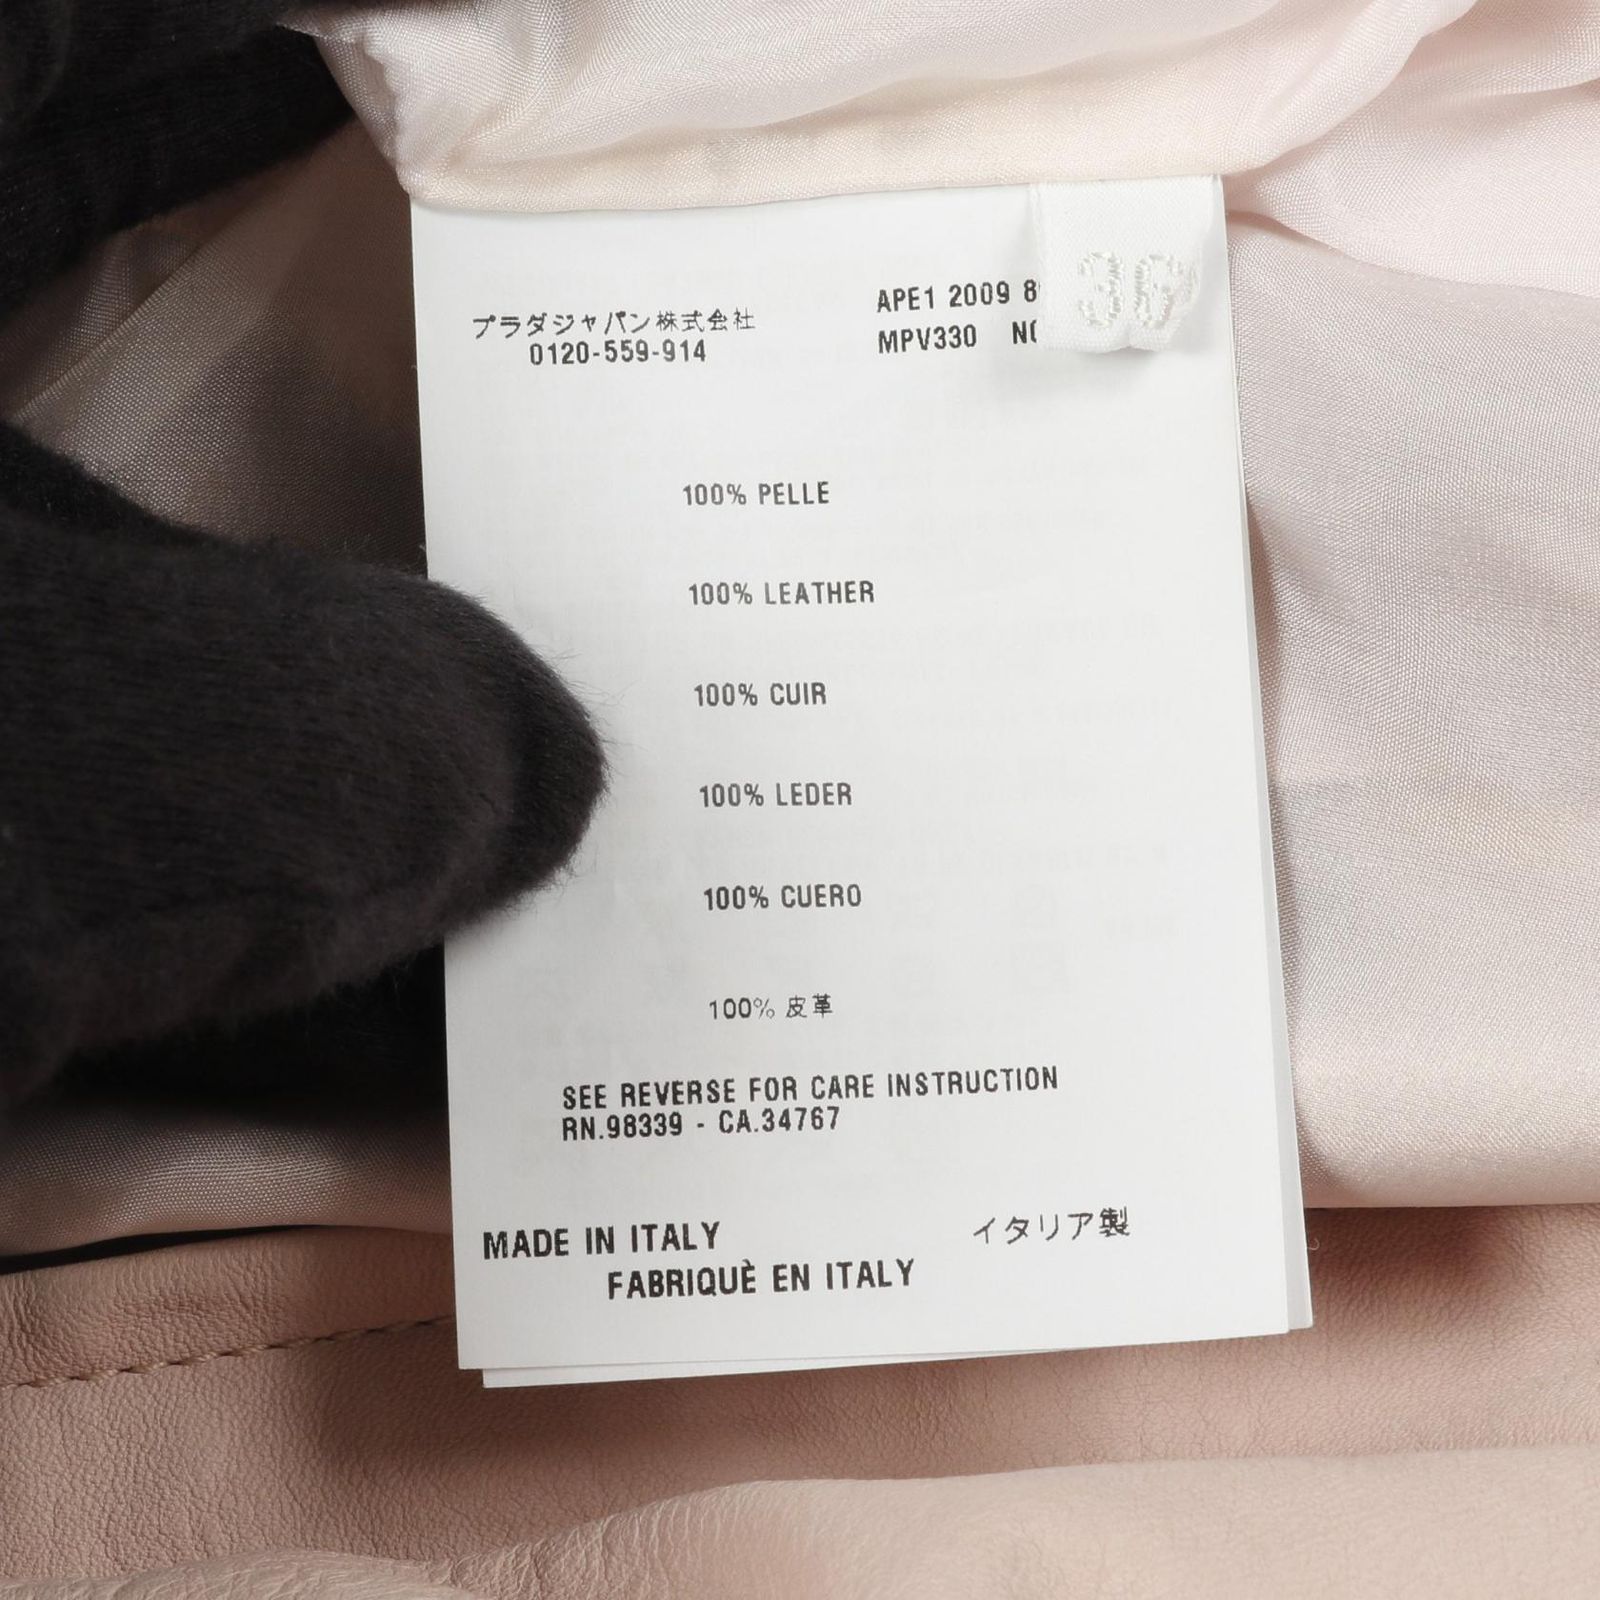 プラダジャパン株式会社
0120-559-914
APE1 2009
MPV330
36
100% PELLE
100% LEATHER
100% CUIR
100% LEDER
100% CUERO
100% 皮革
SEE REVERSE FOR CARE INSTRUCTION
RN.98339 - CA.34767
MADE IN ITALY
イタリア製
FABRIQUÈ EN ITALY